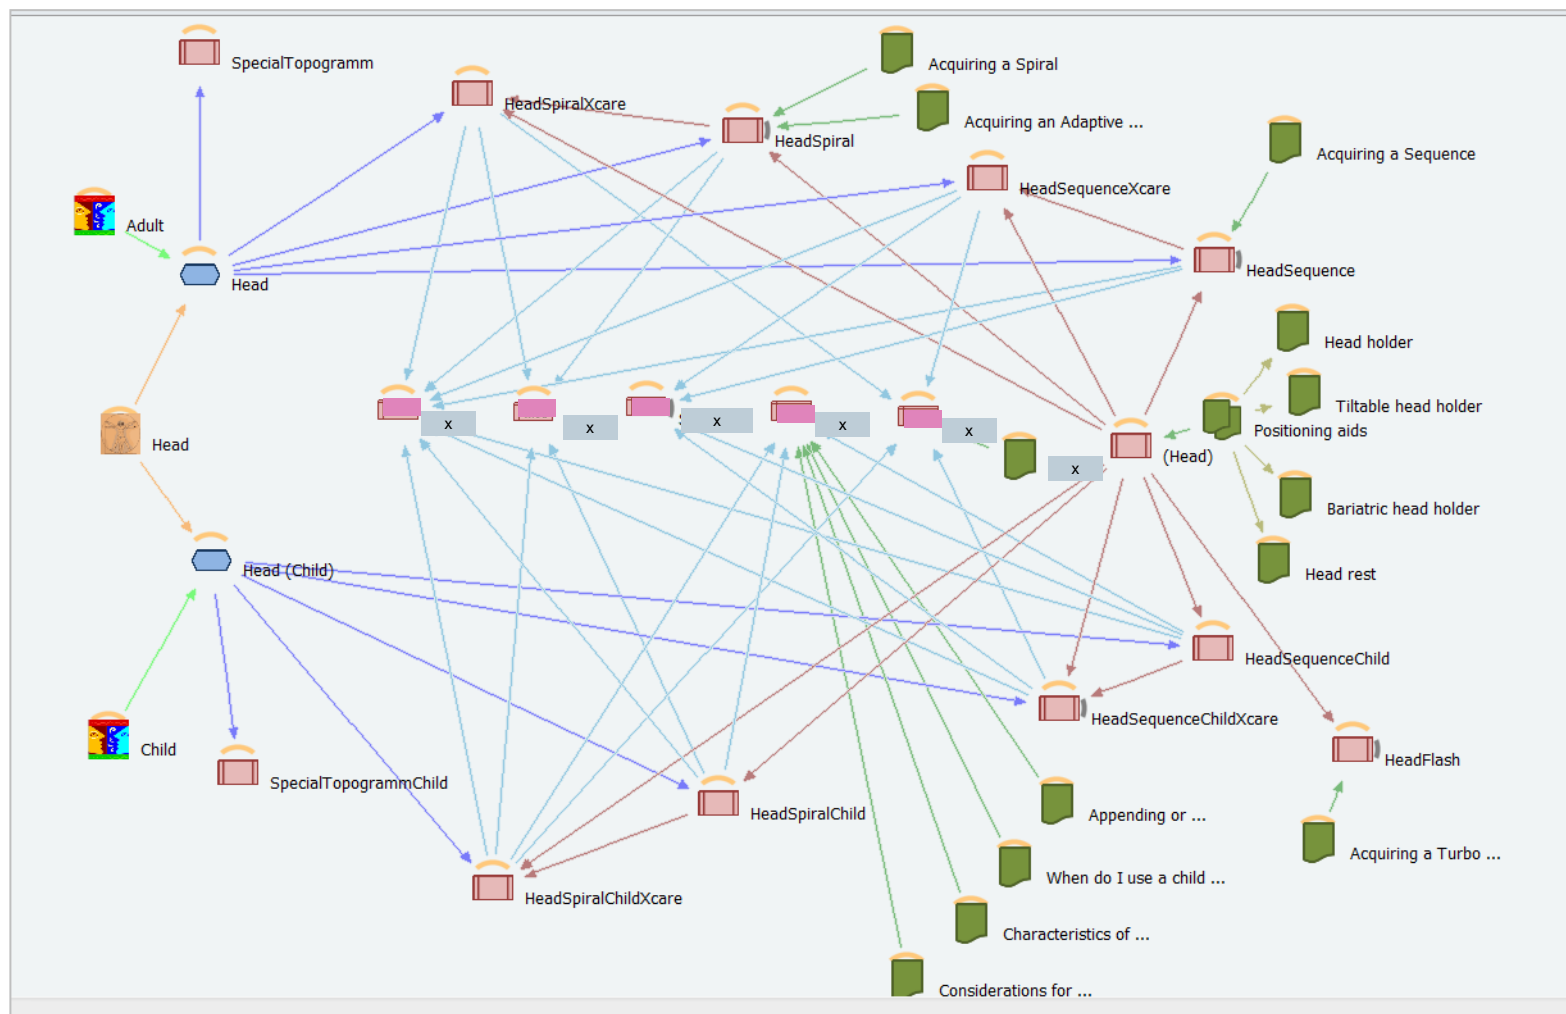 SpecialTopogramm
HeadSpiralXcare
Acquiring a Spiral
HeadSpiral
Acquiring an Adaptive ...
Acquiring a Sequence
HeadSequenceXcare
Adult
Head
HeadSequence
Head holder
Tiltable head holder
Positioning aids
Head
x
x
x
x
x
x
(Head)
Bariatric head holder
Head rest
Head (Child)
HeadSequenceChild
HeadSequenceChildXcare
Child
SpecialTopogrammChild
HeadFlash
HeadSpiralChild
Appending or ...
Acquiring a Turbo ...
When do I use a child ...
HeadSpiralChildXcare
Characteristics of ...
Considerations for ...